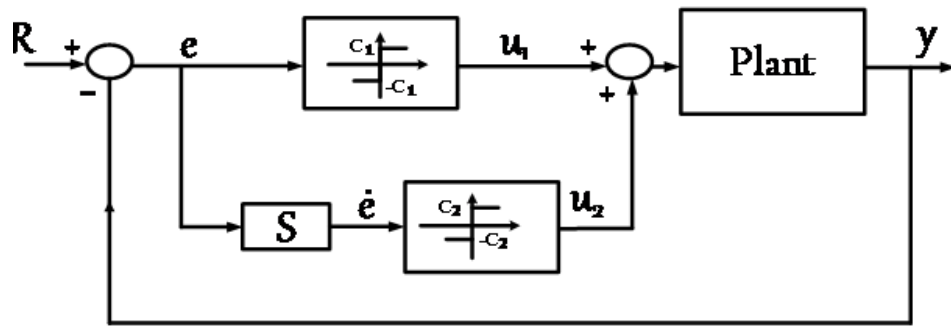 R + e C₁ -C₁ u₁ + Plant y
- +
S ė C₂ -C₂ u₂